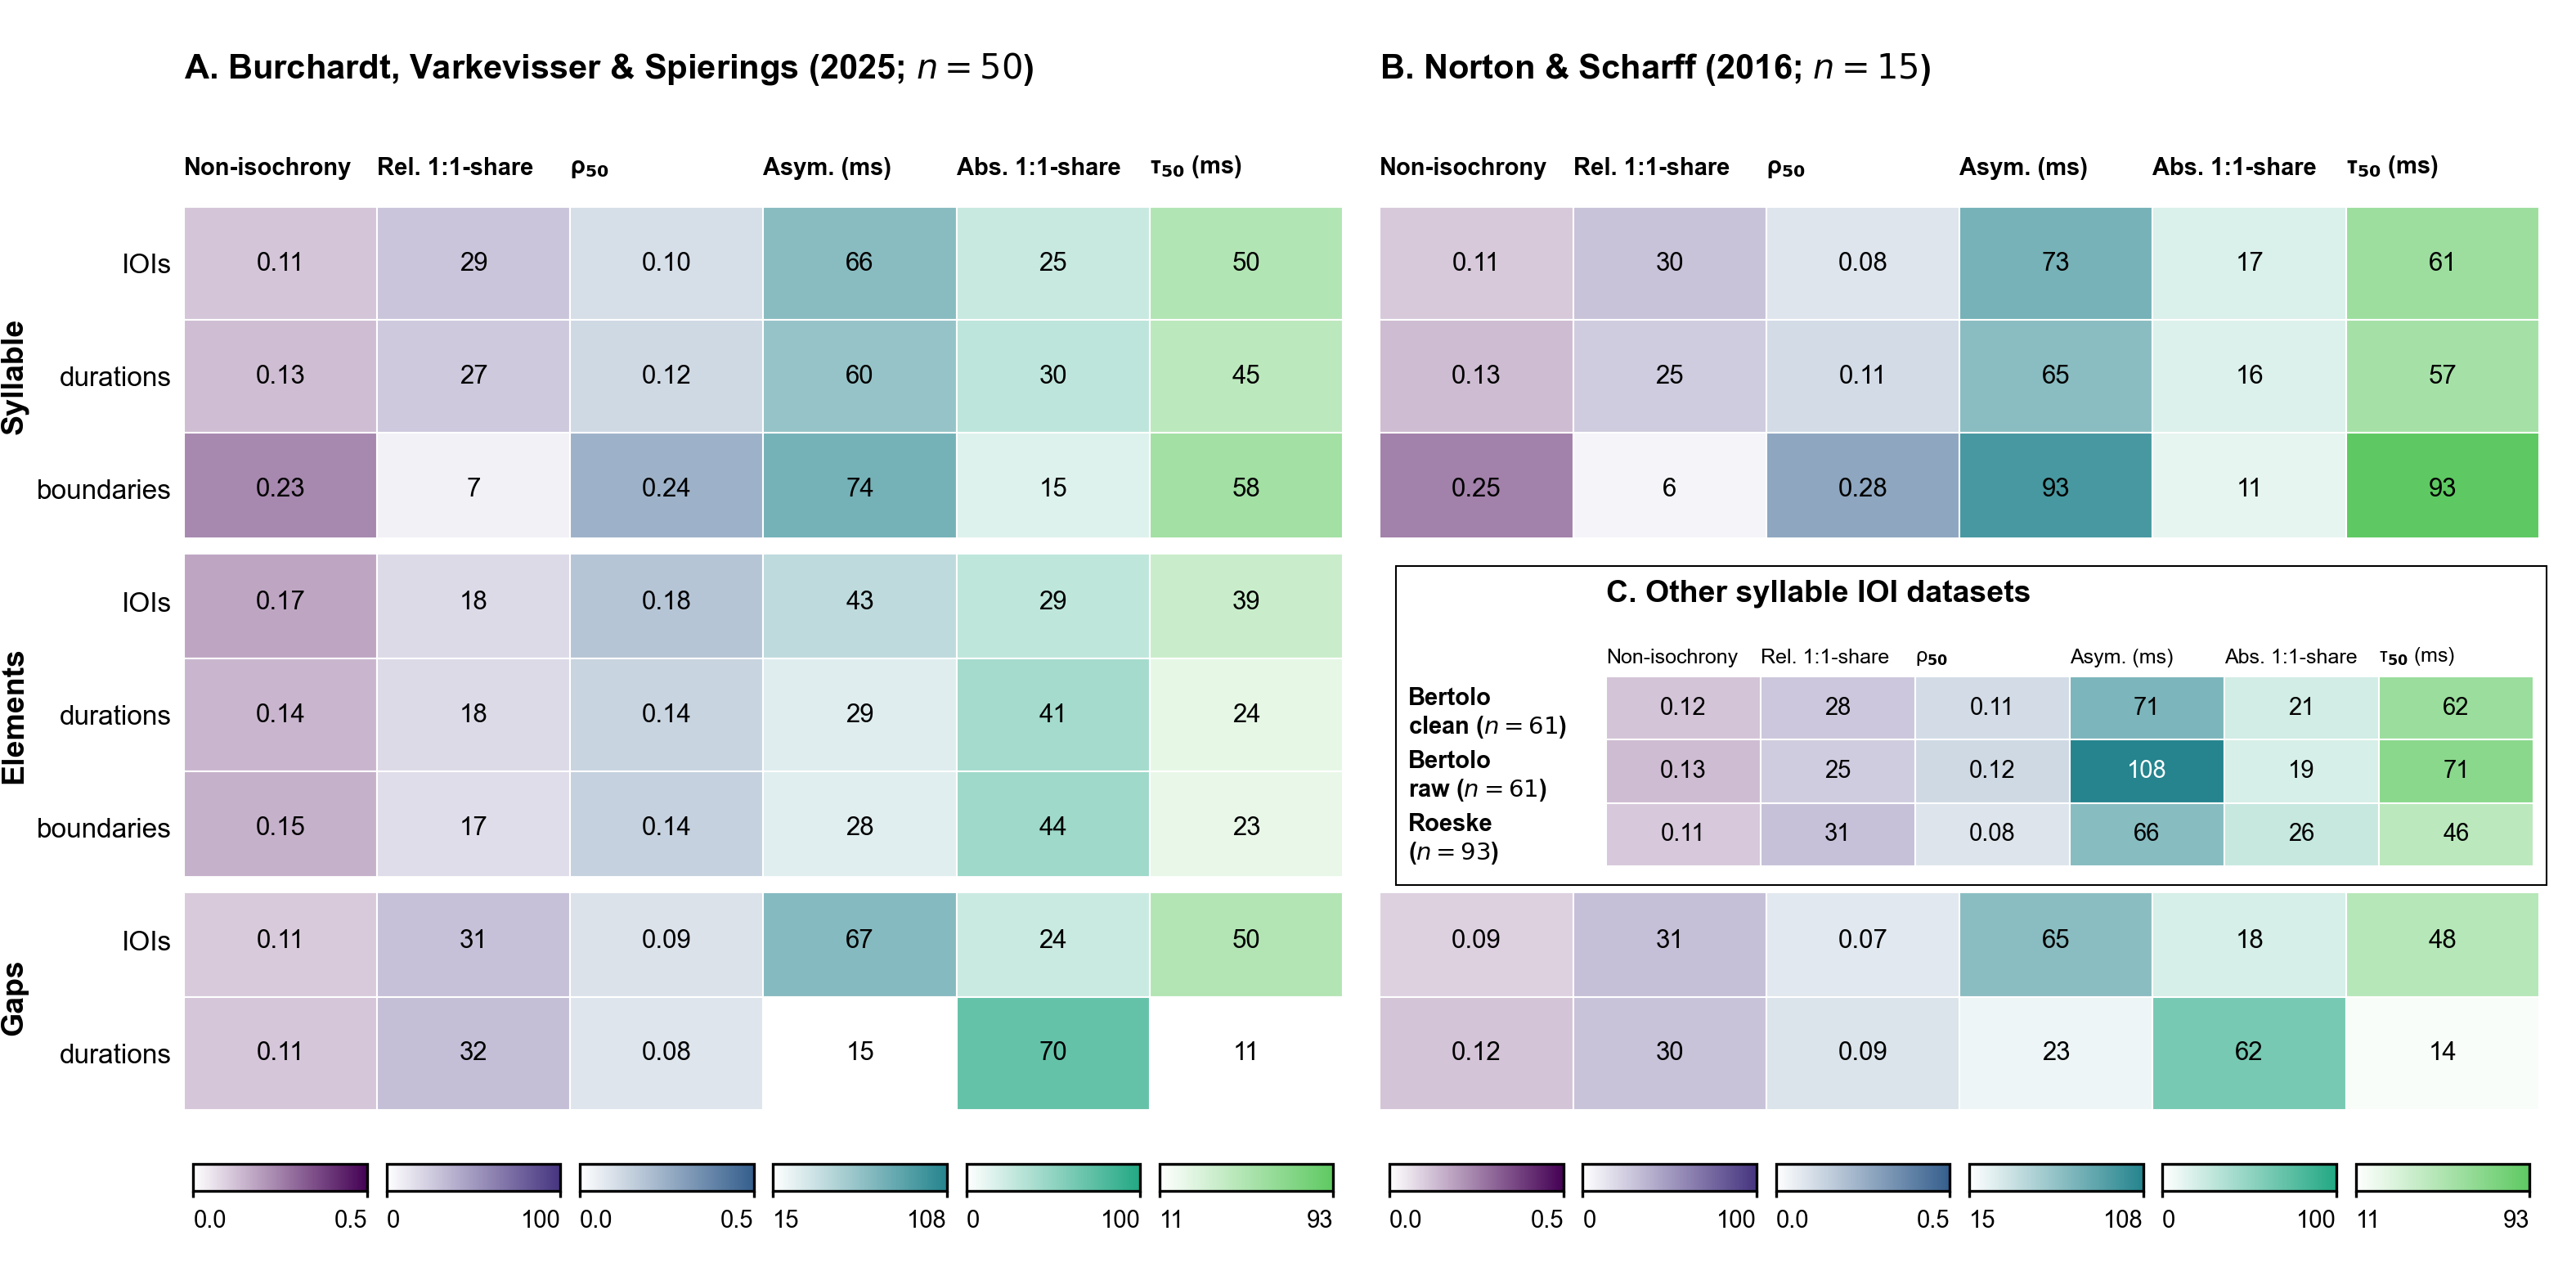 A. Burchardt, Varkevisser & Spierings (2025; n = 50)
Non-isochrony Rel. 1:1-share ρ50 Asym. (ms) Abs. 1:1-share τ50 (ms)
Syllable
IOIs 0.11 29 0.10 66 25 50
durations 0.13 27 0.12 60 30 45
boundaries 0.23 7 0.24 74 15 58
Elements
IOIs 0.17 18 0.18 43 29 39
durations 0.14 18 0.14 29 41 24
boundaries 0.15 17 0.14 28 44 23
Gaps
IOIs 0.11 31 0.09 67 24 50
durations 0.11 32 0.08 15 70 11
0.0 0.5 0 100 0.0 0.5 15 108 0 100 11 93
B. Norton & Scharff (2016; n = 15)
Non-isochrony Rel. 1:1-share ρ50 Asym. (ms) Abs. 1:1-share τ50 (ms)
0.11 30 0.08 73 17 61
0.13 25 0.11 65 16 57
0.25 6 0.28 93 11 93
C. Other syllable IOI datasets
Non-isochrony Rel. 1:1-share ρ50 Asym. (ms) Abs. 1:1-share τ50 (ms)
Bertolo
clean (n = 61) 0.12 28 0.11 71 21 62
Bertolo
raw (n = 61) 0.13 25 0.12 108 19 71
Roeske
(n = 93) 0.11 31 0.08 66 26 46
0.09 31 0.07 65 18 48
0.12 30 0.09 23 62 14
0.0 0.5 0 100 0.0 0.5 15 108 0 100 11 93